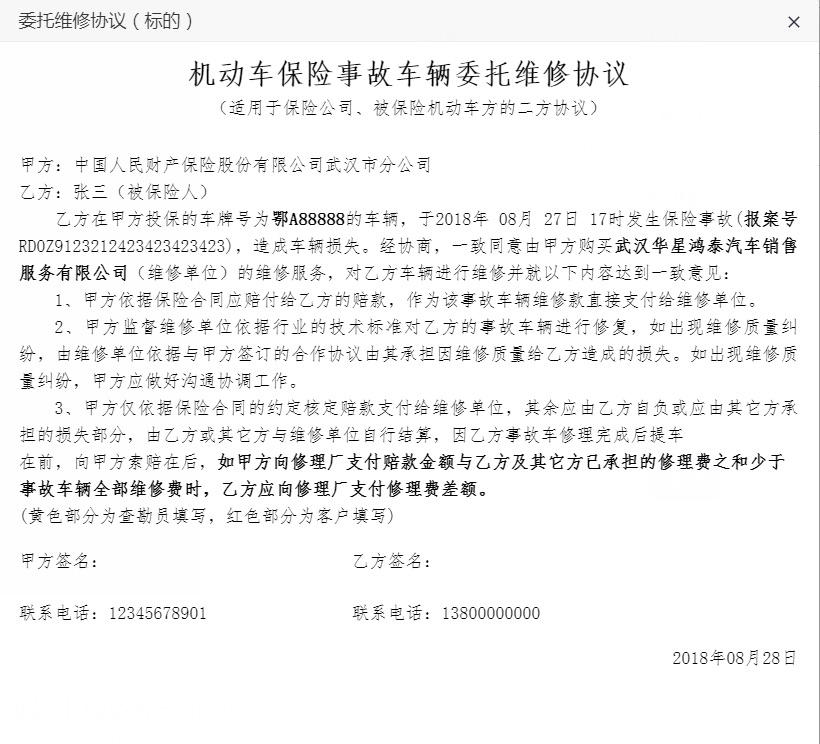 委托维修协议（标的）
×
机动车保险事故车辆委托维修协议
（适用于保险公司、被保险机动车方的二方协议）
甲方：中国人民财产保险股份有限公司武汉市分公司
乙方：张三（被保险人）
乙方在甲方投保的车牌号为鄂A88888的车辆，于2018年 08月 27日 17时发生保险事故(报案号
RDOZ9123212423423423423)，造成车辆损失。经协商，一致同意由甲方购买武汉华星鸿泰汽车销售
服务有限公司（维修单位）的维修服务，对乙方车辆进行维修并就以下内容达到一致意见：
1、甲方依据保险合同应赔付给乙方的赔款，作为该事故车辆维修款直接支付给维修单位。
2、甲方监督维修单位依据行业的技术标准对乙方的事故车辆进行修复，如出现维修质量纠
纷，由维修单位依据与甲方签订的合作协议由其承担因维修质量给乙方造成的损失。如出现维修质
量纠纷，甲方应做好沟通协调工作。
3、甲方仅依据保险合同的约定核定赔款支付给维修单位，其余应由乙方自负或应由其它方承
担的损失部分，由乙方或其它方与维修单位自行结算，因乙方事故车修理完成后提车
在前，向甲方索赔在后，如甲方向修理厂支付赔款金额与乙方及其它方已承担的修理费之和少于
事故车辆全部维修费时，乙方应向修理厂支付修理费差额。
(黄色部分为查勘员填写，红色部分为客户填写)
甲方签名： 乙方签名：
联系电话：12345678901 联系电话：13800000000
2018年08月28日